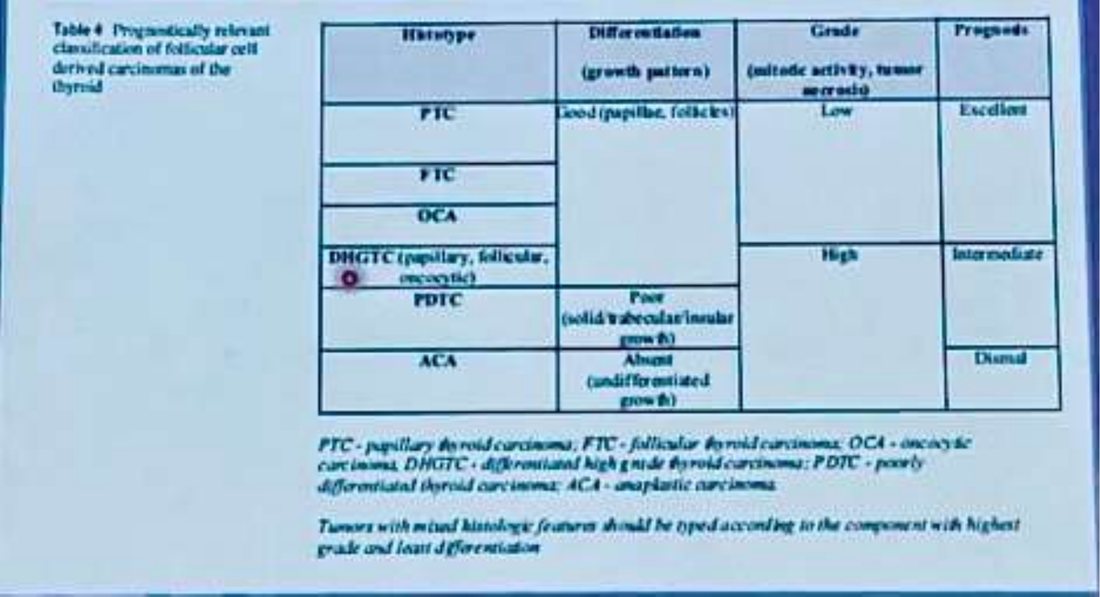 Table 4 Prognostically relevant
classification of follicular cell
derived carcinomas of the
thyroid
Histotype
Differentiation
(growth pattern)
Grade
(mitotic activity, tumor
necrosis)
Prognosis
PTC
Good (papillae, follicles)
Low
Excellent
FTC
OCA
DHGTC (papillary, follicular,
oncocytic)
High
Intermediate
PDTC
Poor
(solid/trabecular/insular
growth)
ACA
Absent
(undifferentiated
growth)
Dismal
PTC - papillary thyroid carcinoma; FTC - follicular thyroid carcinoma; OCA - oncocytic
carcinoma, DHGTC - differentiated high grade thyroid carcinoma; PDTC - poorly
differentiated thyroid carcinoma; ACA - anaplastic carcinoma
Tumors with mixed histologic features should be typed according to the component with highest
grade and least differentiation